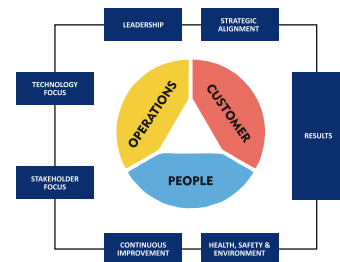 LEADERSHIP
STRATEGIC
ALIGNMENT
TECHNOLOGY
FOCUS
OPERATIONS
CUSTOMER
RESULTS
STAKEHOLDER
FOCUS
PEOPLE
CONTINUOUS
IMPROVEMENT
HEALTH, SAFETY &
ENVIRONMENT